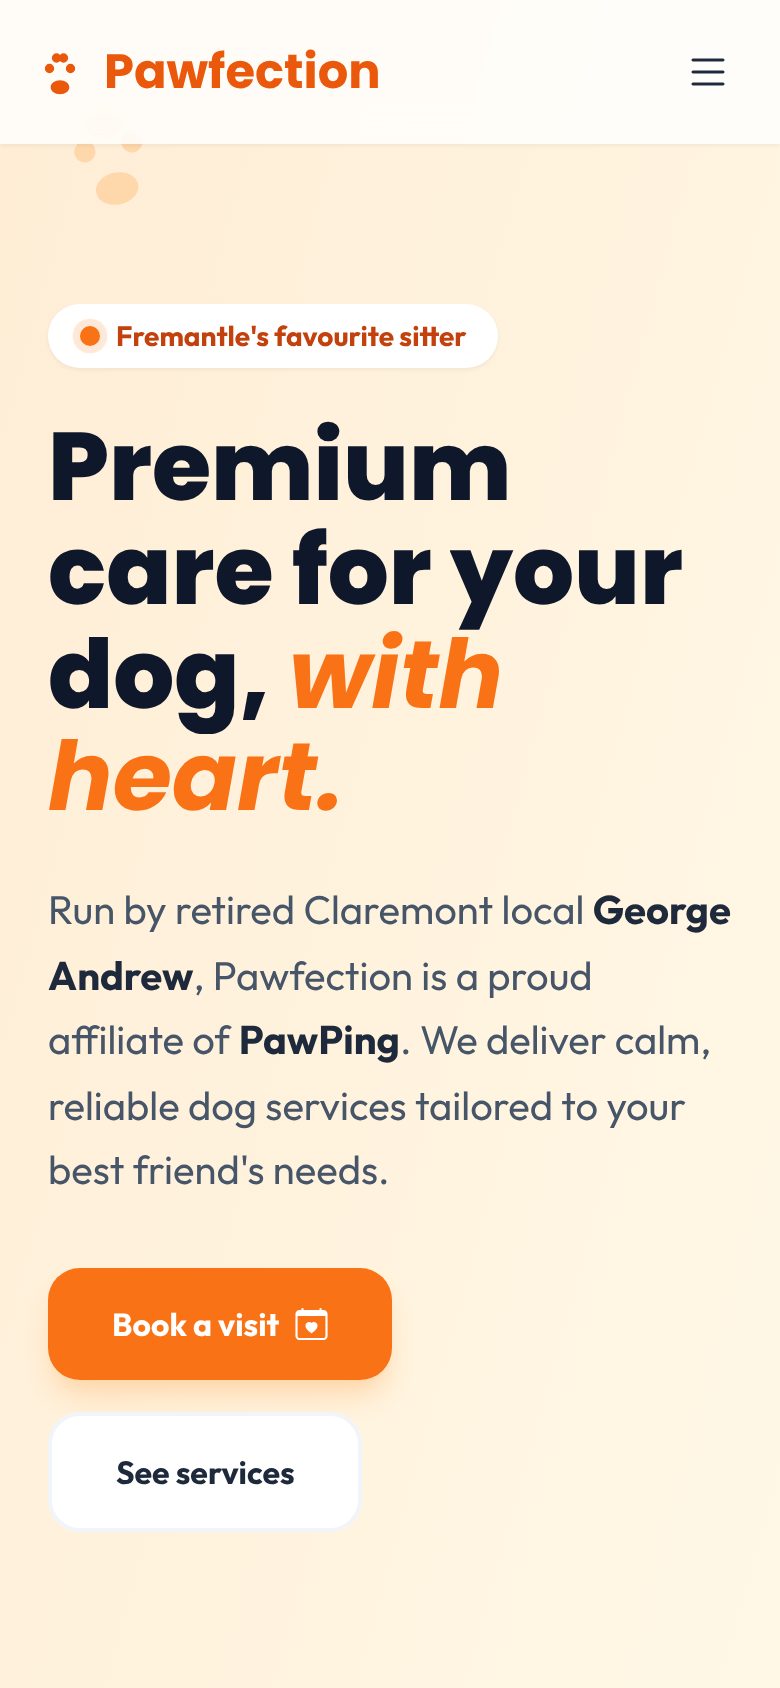 Pawfection
Fremantle's favourite sitter
Premium
care for your
dog, with
heart.
Run by retired Claremont local George
Andrew, Pawfection is a proud
affiliate of PawPing. We deliver calm,
reliable dog services tailored to your
best friend's needs.
Book a visit
See services